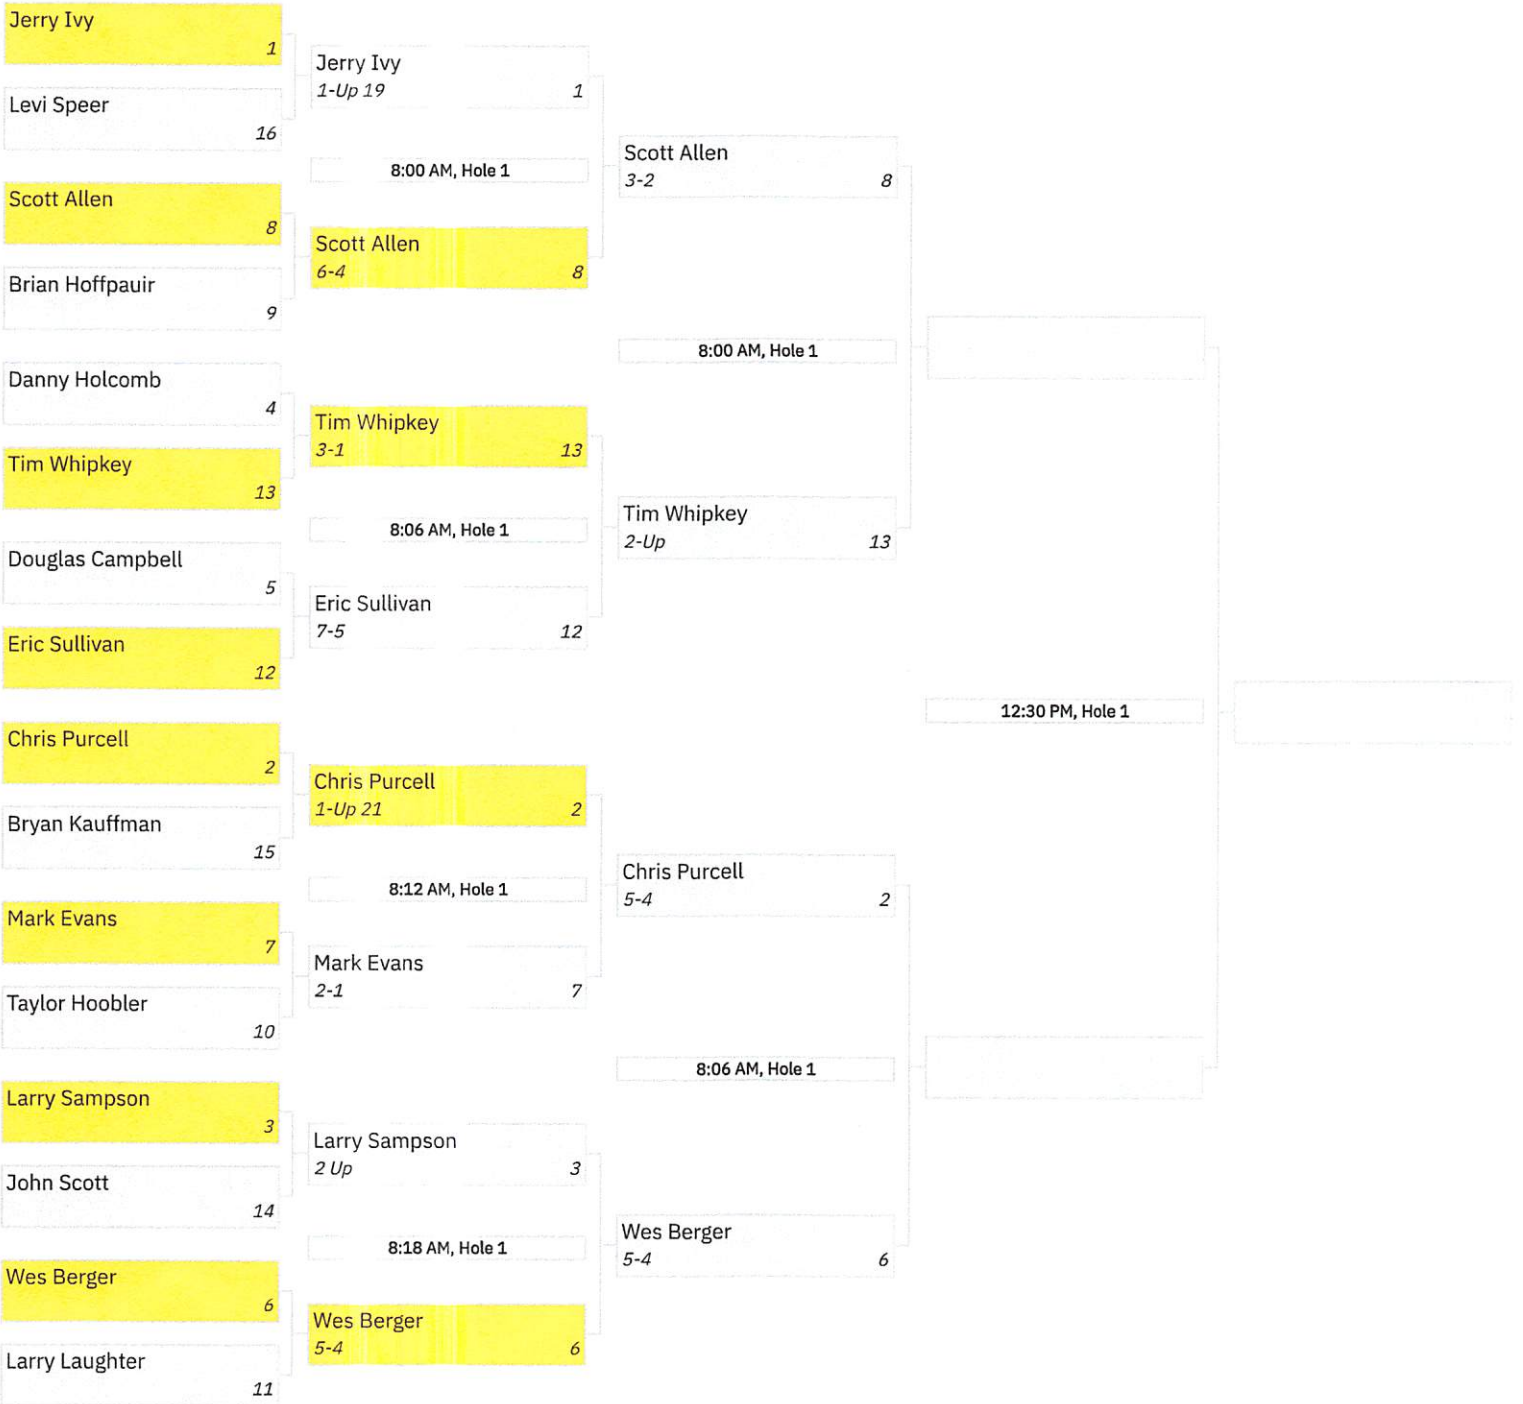 Jerry Ivy
1
Levi Speer
16
Scott Allen
8
Brian Hoffpauir
9
Danny Holcomb
4
Tim Whipkey
13
Douglas Campbell
5
Eric Sullivan
12
Chris Purcell
2
Bryan Kauffman
15
Mark Evans
7
Taylor Hoobler
10
Larry Sampson
3
John Scott
14
Wes Berger
6
Larry Laughter
11
Jerry Ivy
1-Up 19 1
8:00 AM, Hole 1
Scott Allen
6-4 8
Tim Whipkey
3-1 13
8:06 AM, Hole 1
Eric Sullivan
7-5 12
Chris Purcell
1-Up 21 2
8:12 AM, Hole 1
Mark Evans
2-1 7
Larry Sampson
2 Up 3
8:18 AM, Hole 1
Wes Berger
5-4 6
Scott Allen
3-2 8
8:00 AM, Hole 1
Tim Whipkey
2-Up 13
Chris Purcell
5-4 2
8:06 AM, Hole 1
Wes Berger
5-4 6
12:30 PM, Hole 1